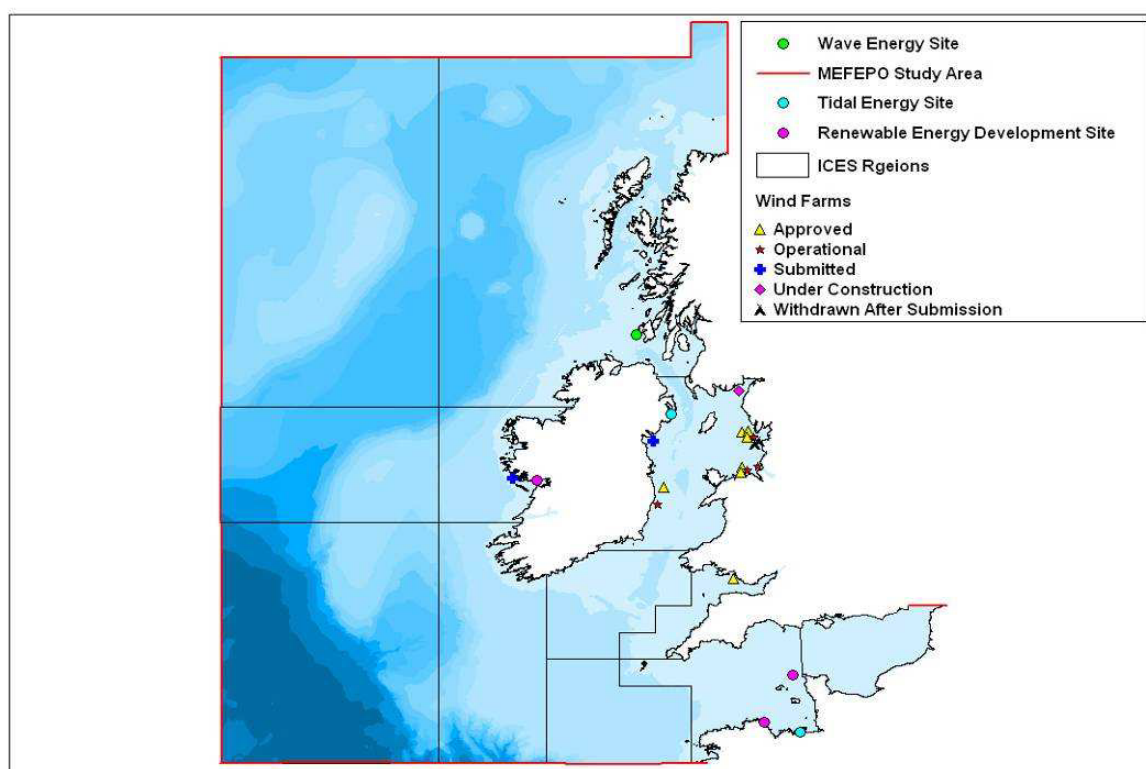 Wave Energy Site
MEFEPO Study Area
Tidal Energy Site
Renewable Energy Development Site
ICES Rgeions
Wind Farms
Approved
Operational
Submitted
Under Construction
Withdrawn After Submission